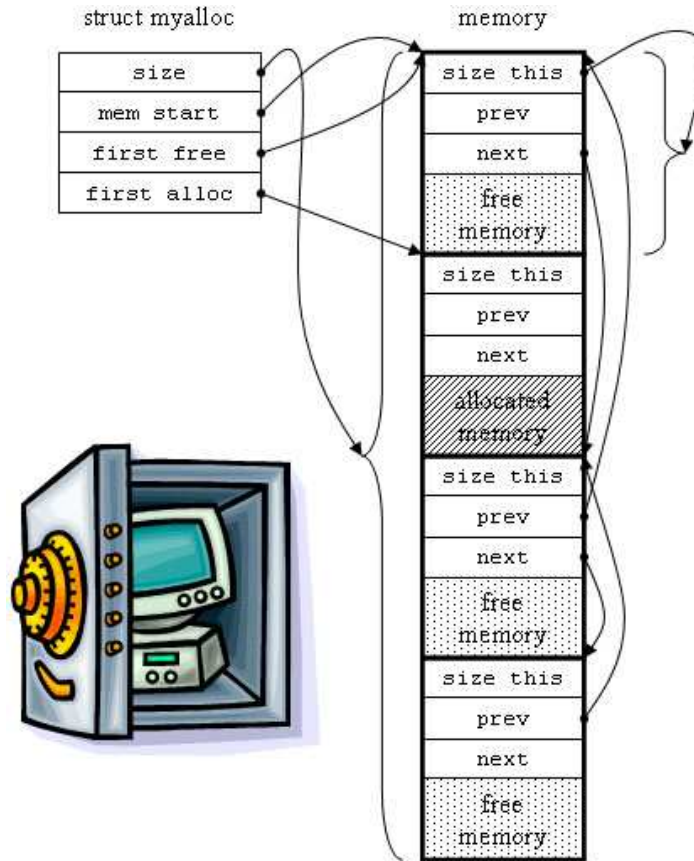 struct myalloc
size
mem start
first free
first alloc
memory
size this
prev
next
free
memory
size this
prev
next
allocated
memory
size this
prev
next
free
memory
size this
prev
next
free
memory